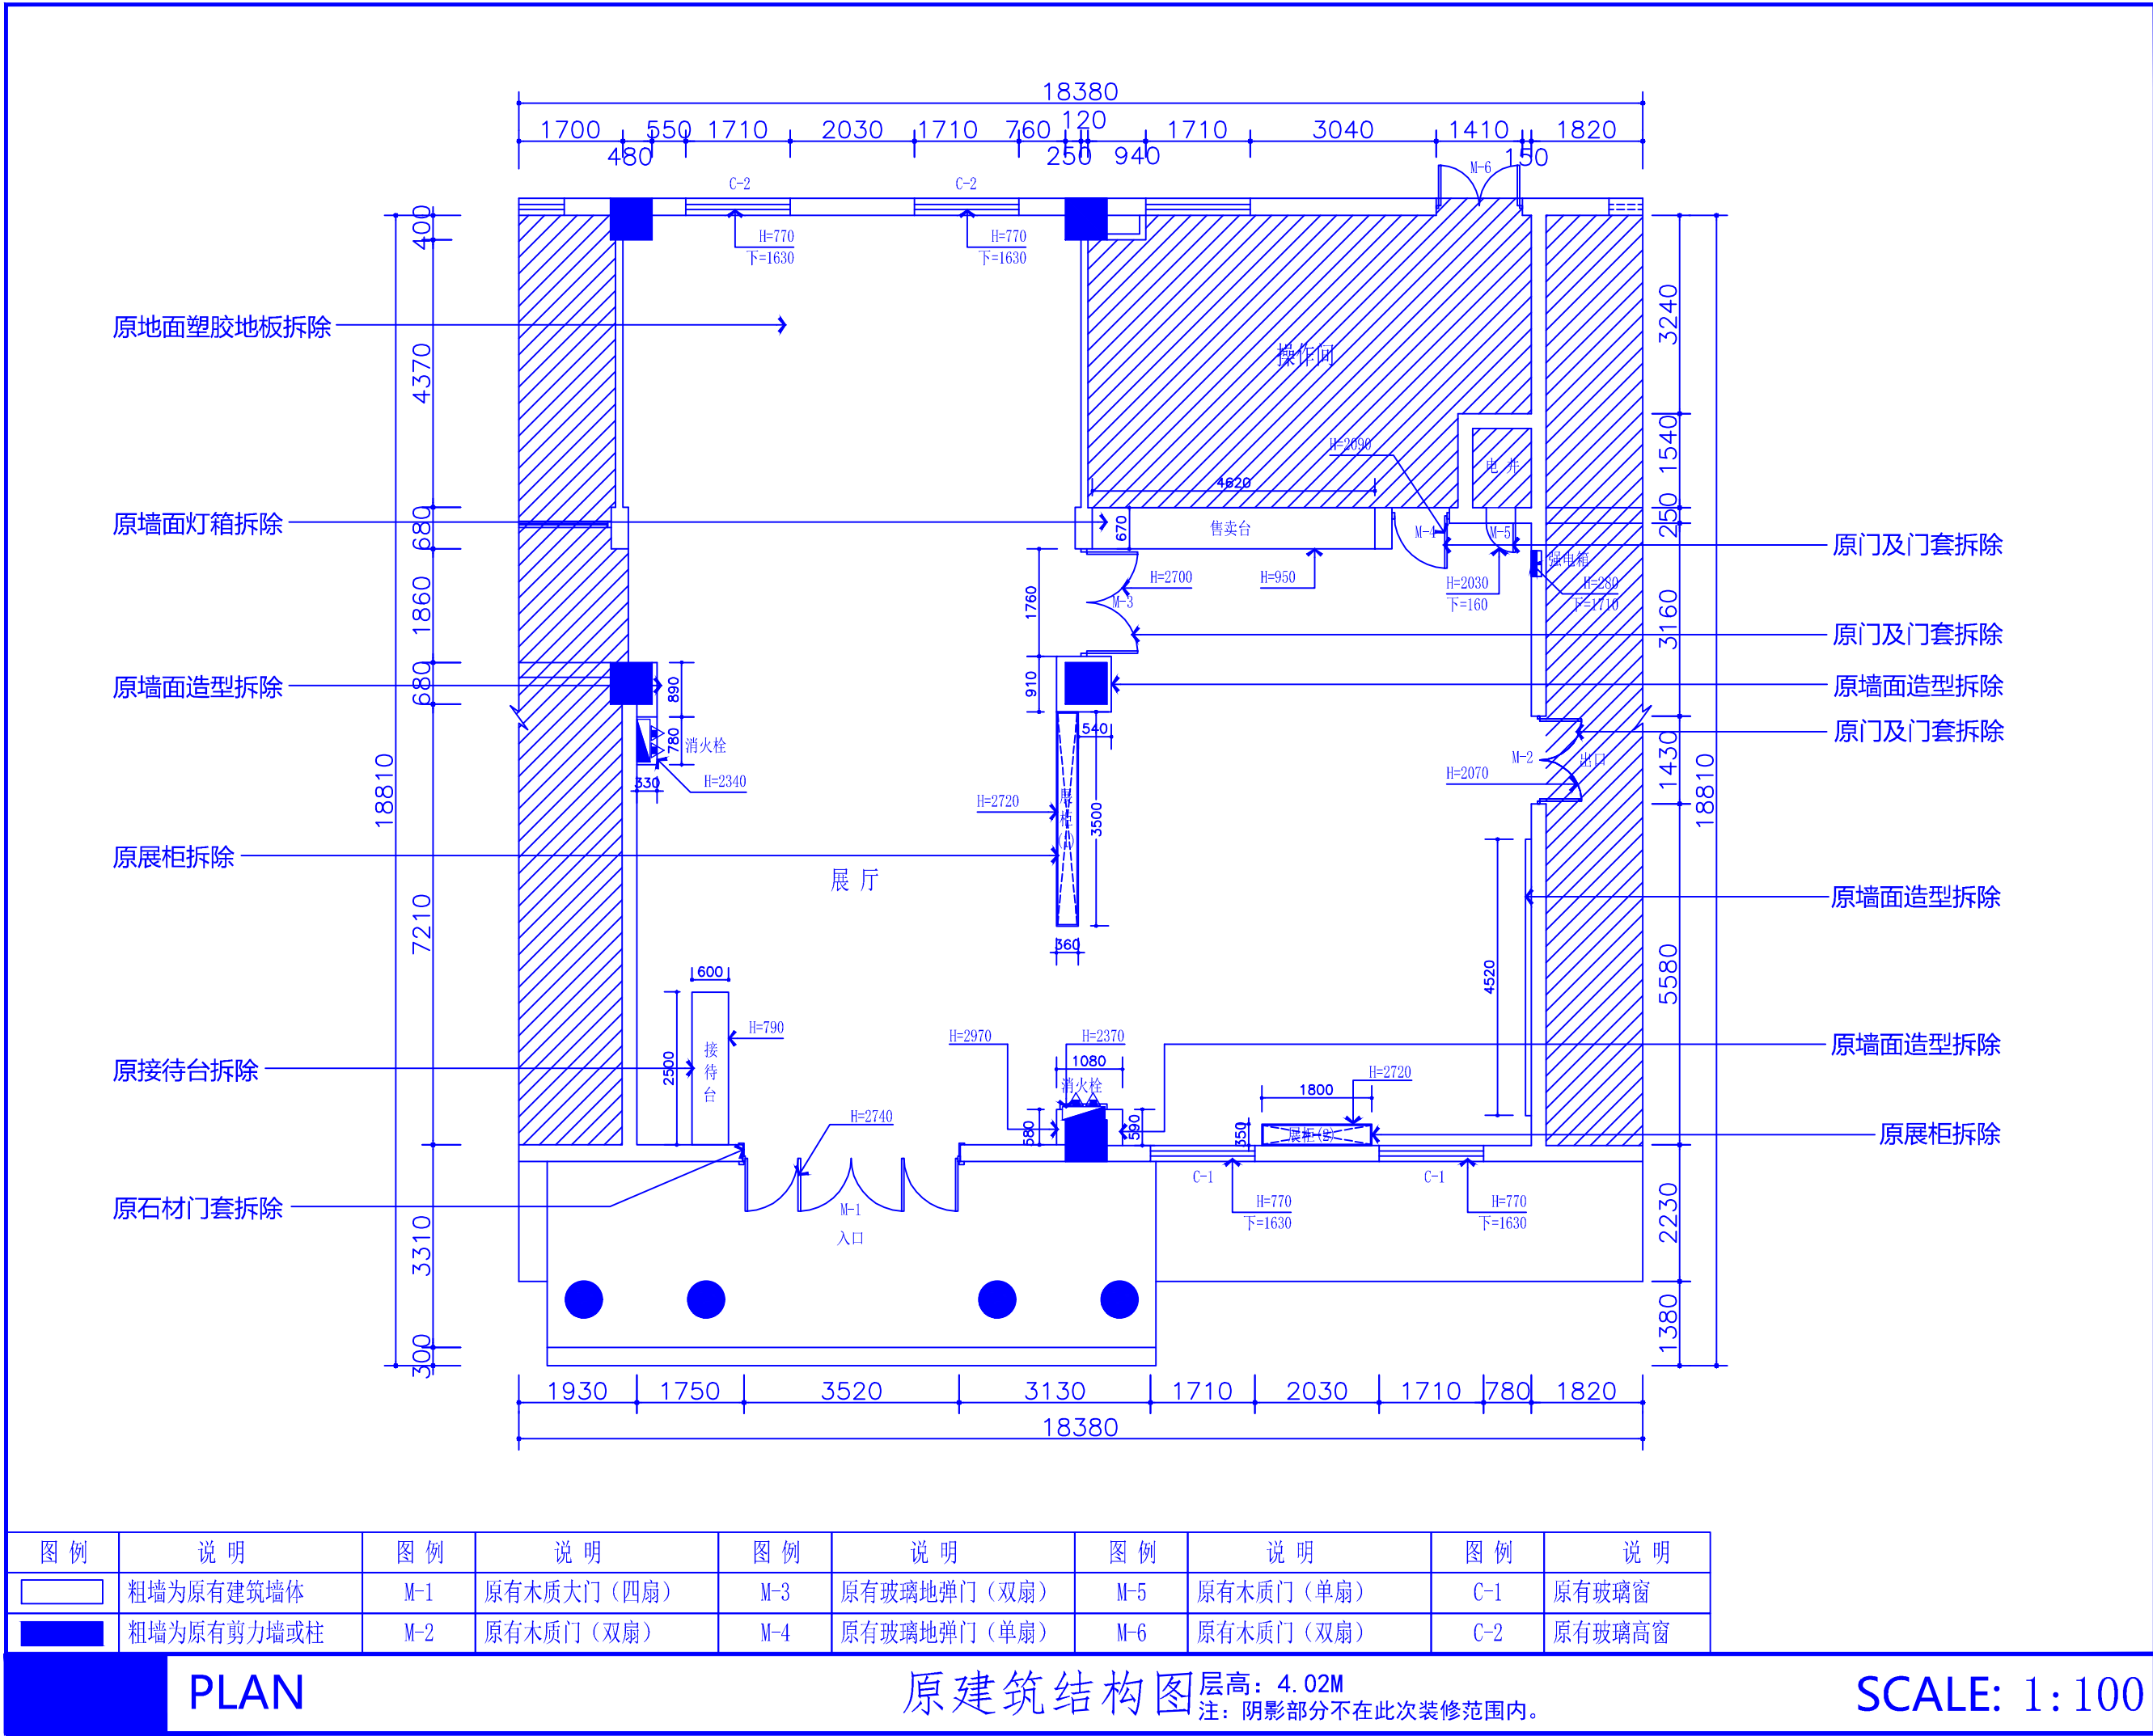 18380
120
1700 550 1710 2030 1710 760 1710 3040 1410 1820
480 250 940 150
M-6
C-2 C-2
400
H=770 H=770
下=1630 下=1630
3240
原地面塑胶地板拆除
操作间
4370
H=2090
1540
电 井
4620
250
原墙面灯箱拆除
680
670
售卖台
M-4 M-5
原门及门套拆除
强电箱
H=2700 H=950 H=2030 H=280
下=160 下=1710
1860
1760
M-3
3160
原门及门套拆除
原墙面造型拆除
680
890
910
原墙面造型拆除
540
原门及门套拆除
780
消火栓
M-2 出口
1430
H=2340
330
H=2070
18810
18810
H=2720
展
柜
(1)
3500
原展柜拆除
展 厅
原墙面造型拆除
7210
360
600
4520
5580
H=790
H=2970 H=2370
原墙面造型拆除
接
待
台
2500
原接待台拆除
1080
消火栓
H=2720
1800
H=2740
580
590
350
展柜(2)
原展柜拆除
C-1 C-1
原石材门套拆除
M-1
入口
H=770 H=770
下=1630 下=1630
2230
3310
1380
300
1930 1750 3520 3130 1710 2030 1710 780 1820
18380
图 例 说 明 图 例 说 明 图 例 说 明 图 例 说 明 图 例 说 明
粗墙为原有建筑墙体 M-1 原有木质大门（四扇） M-3 原有玻璃地弹门（双扇） M-5 原有木质门（单扇） C-1 原有玻璃窗
粗墙为原有剪力墙或柱 M-2 原有木质门（双扇） M-4 原有玻璃地弹门（单扇） M-6 原有木质门（双扇） C-2 原有玻璃高窗
PLAN 原建筑结构图 层高：4.02M SCALE: 1:100
注：阴影部分不在此次装修范围内。